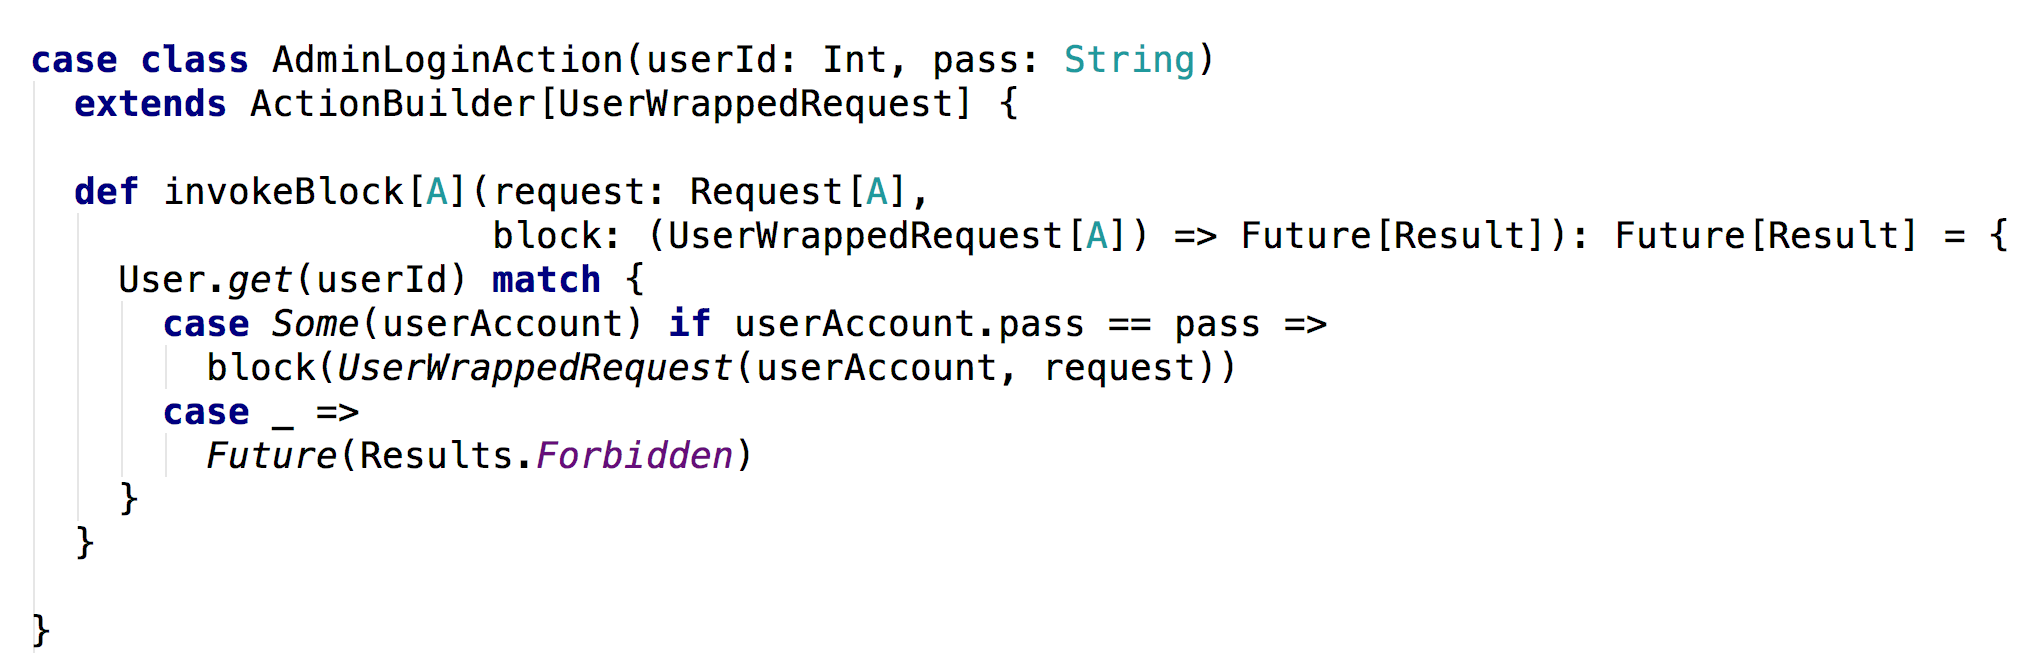 case class AdminLoginAction(userId: Int, pass: String)
  extends ActionBuilder[UserWrappedRequest] {
  def invokeBlock[A](request: Request[A],
                     block: (UserWrappedRequest[A]) => Future[Result]): Future[Result] = {
    User.get(userId) match {
      case Some(userAccount) if userAccount.pass == pass =>
        block(UserWrappedRequest(userAccount, request))
      case _ =>
        Future(Results.Forbidden)
    }
  }
}